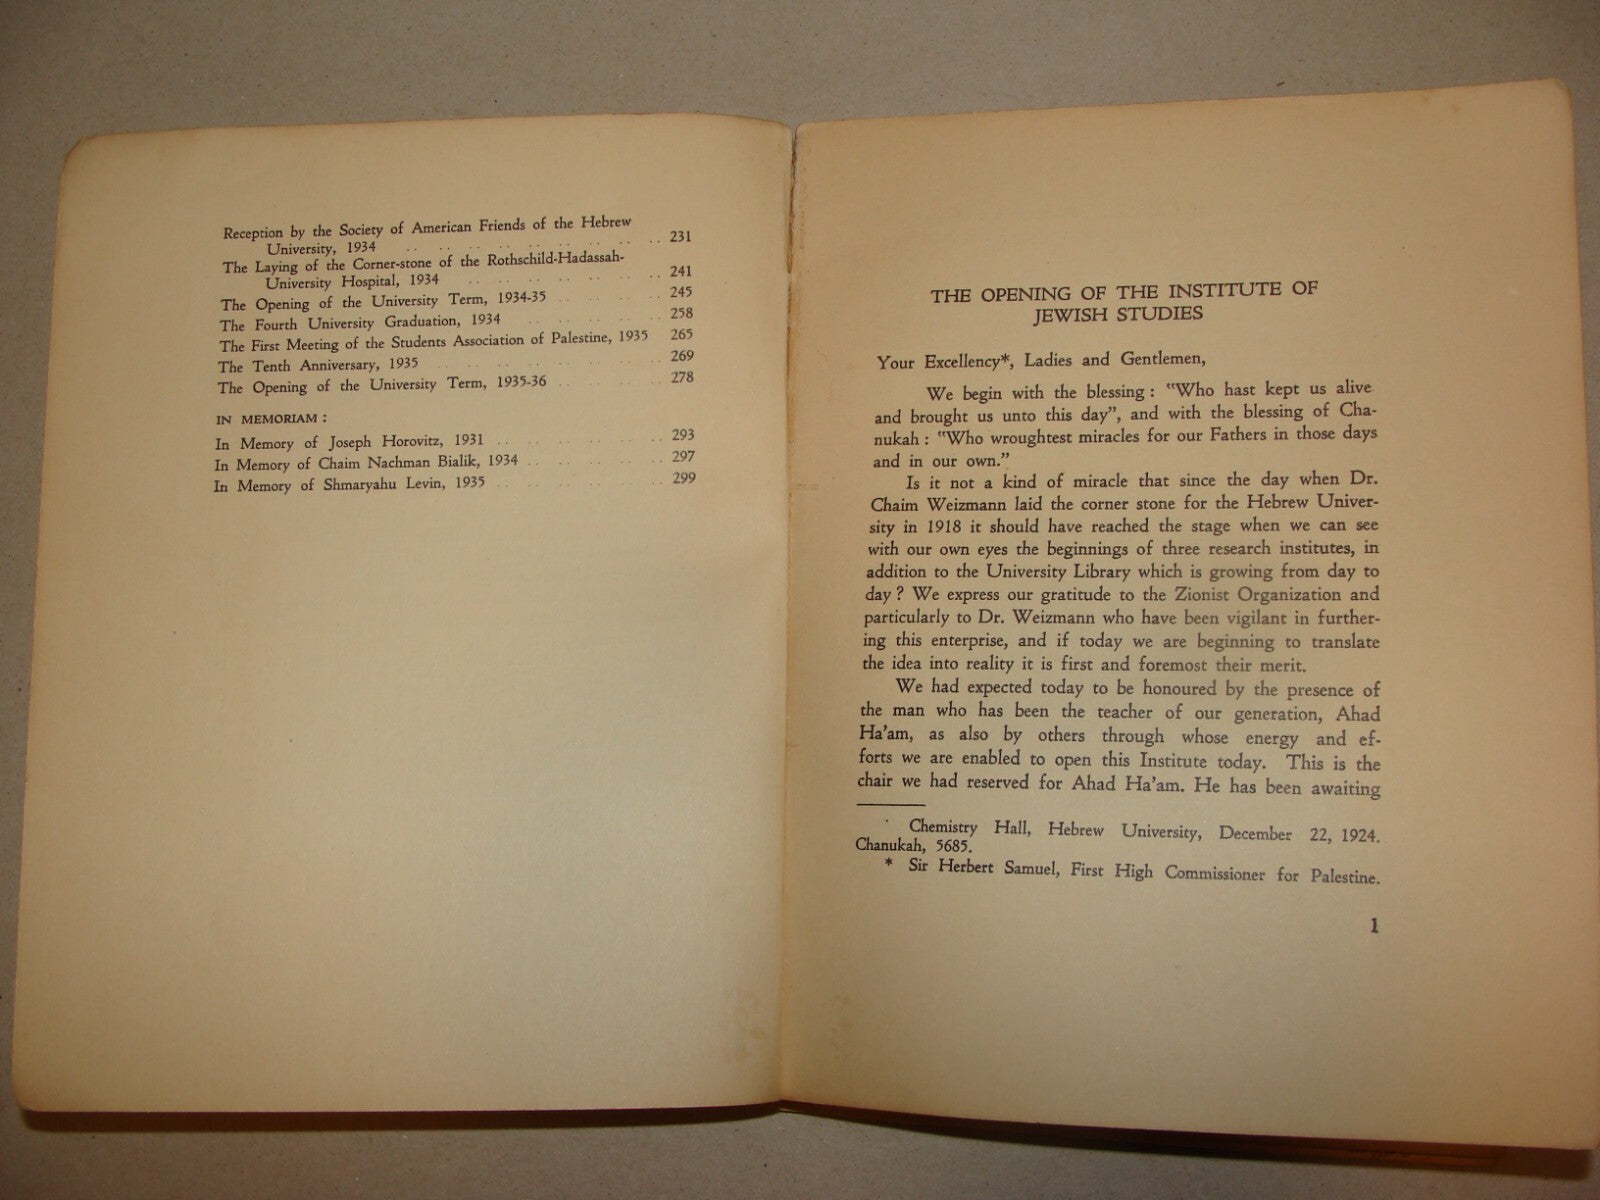 Reception by the Society of American Friends of the Hebrew
University, 1934 .. .. .. .. .. .. .. .. .. 231
The Laying of the Corner-stone of the Rothschild-Hadassah-
University Hospital, 1934 .. .. .. .. .. .. .. 241
The Opening of the University Term, 1934-35 .. .. .. .. 245
The Fourth University Graduation, 1934 .. .. .. .. .. 258
The First Meeting of the Students Association of Palestine, 1935 265
The Tenth Anniversary, 1935 .. .. .. .. .. .. .. .. 269
The Opening of the University Term, 1935-36 .. .. .. .. 278
IN MEMORIAM :
In Memory of Joseph Horovitz, 1931 .. .. .. .. .. .. 293
In Memory of Chaim Nachman Bialik, 1934 .. .. .. .. .. 297
In Memory of Shmaryahu Levin, 1935 .. .. .. .. .. .. 299
THE OPENING OF THE INSTITUTE OF
JEWISH STUDIES
Your Excellency*, Ladies and Gentlemen,
We begin with the blessing : "Who hast kept us alive
and brought us unto this day", and with the blessing of Cha-
nukah : "Who wroughtest miracles for our Fathers in those days
and in our own."
Is it not a kind of miracle that since the day when Dr.
Chaim Weizmann laid the corner stone for the Hebrew Univer-
sity in 1918 it should have reached the stage when we can see
with our own eyes the beginnings of three research institutes, in
addition to the University Library which is growing from day to
day ? We express our gratitude to the Zionist Organization and
particularly to Dr. Weizmann who have been vigilant in further-
ing this enterprise, and if today we are beginning to translate
the idea into reality it is first and foremost their merit.
We had expected today to be honoured by the presence of
the man who has been the teacher of our generation, Ahad
Ha'am, as also by others through whose energy and ef-
forts we are enabled to open this Institute today. This is the
chair we had reserved for Ahad Ha'am. He has been awaiting
Chemistry Hall, Hebrew University, December 22, 1924.
Chanukah, 5685.
* Sir Herbert Samuel, First High Commissioner for Palestine.
1